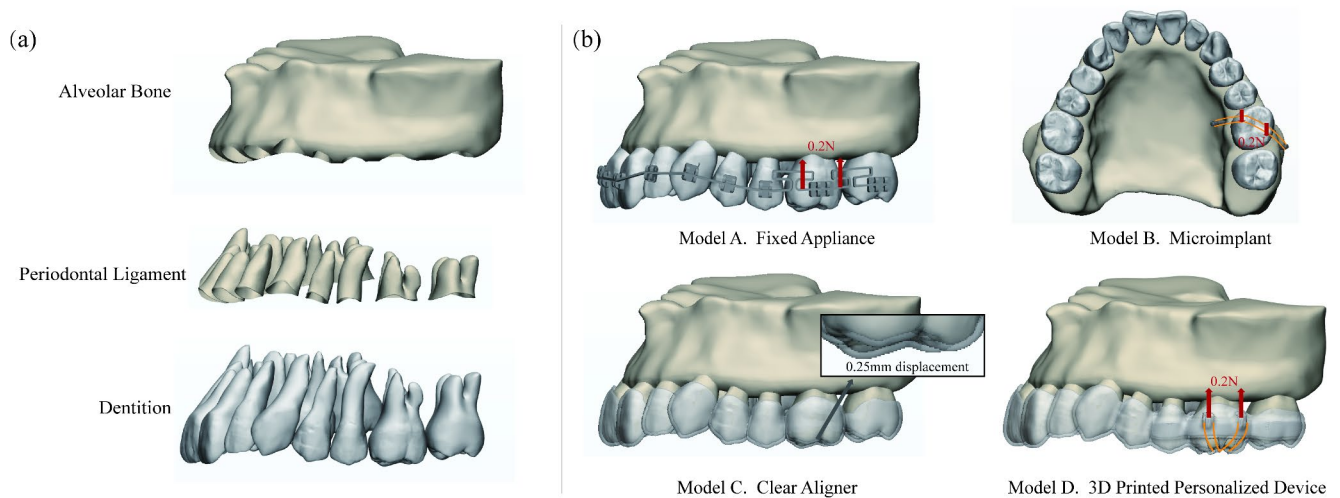 (a)
Alveolar Bone
Periodontal Ligament
Dentition
(b)
0.2N
Model A. Fixed Appliance
0.2N
Model B. Microimplant
0.25mm displacement
Model C. Clear Aligner
0.2N
Model D. 3D Printed Personalized Device